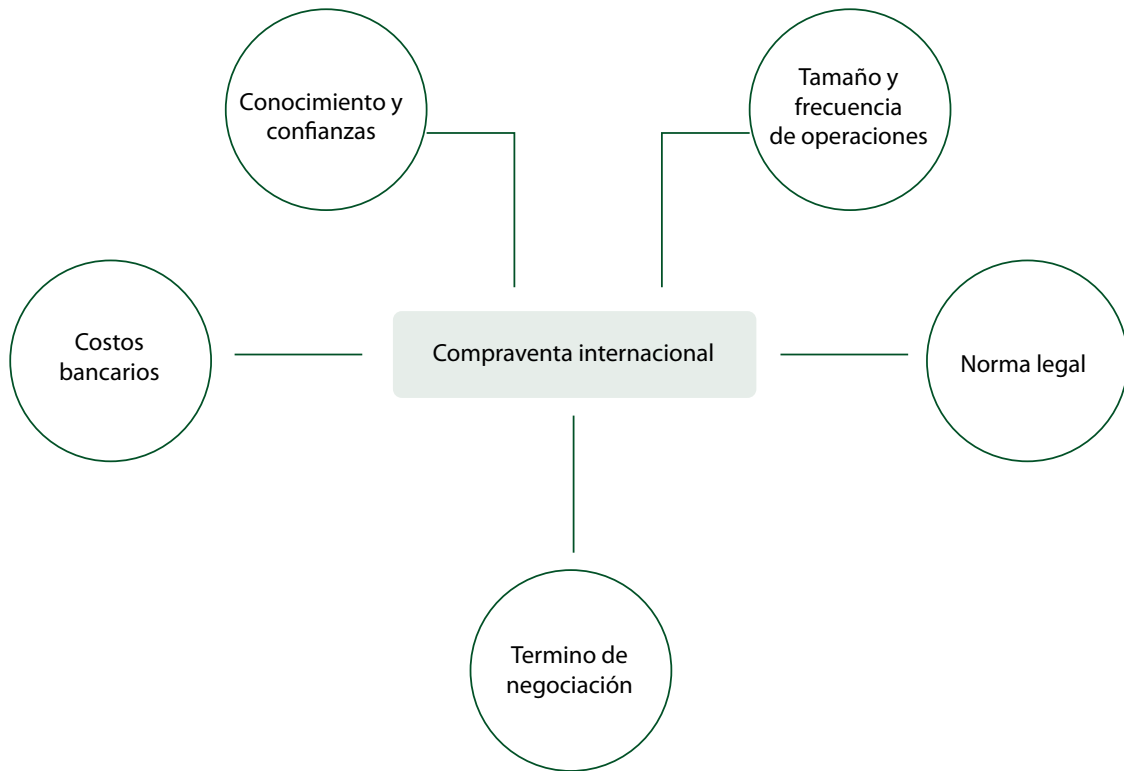 Conocimiento y
confianzas
Tamaño y
frecuencia
de operaciones
Costos
bancarios
Compraventa internacional
Norma legal
Termino de
negociación